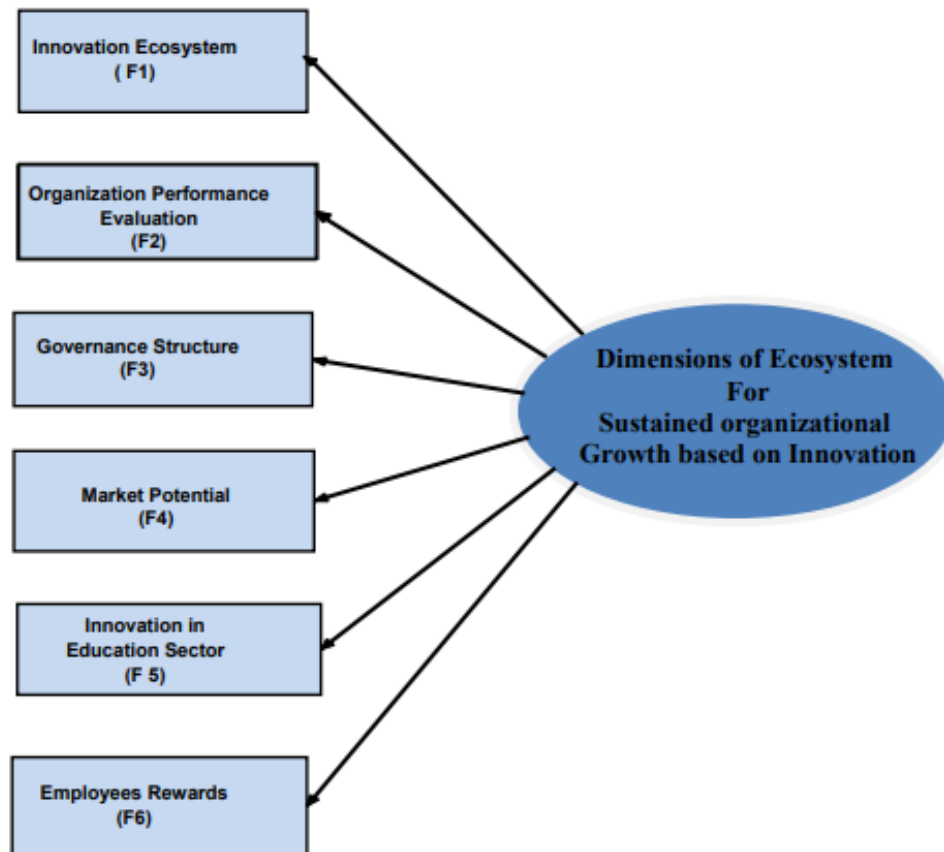 Innovation Ecosystem
( F1)
Organization Performance
Evaluation
(F2)
Governance Structure
(F3)
Market Potential
(F4)
Innovation in
Education Sector
(F 5)
Employees Rewards
(F6)
Dimensions of Ecosystem
For
Sustained organizational
Growth based on Innovation